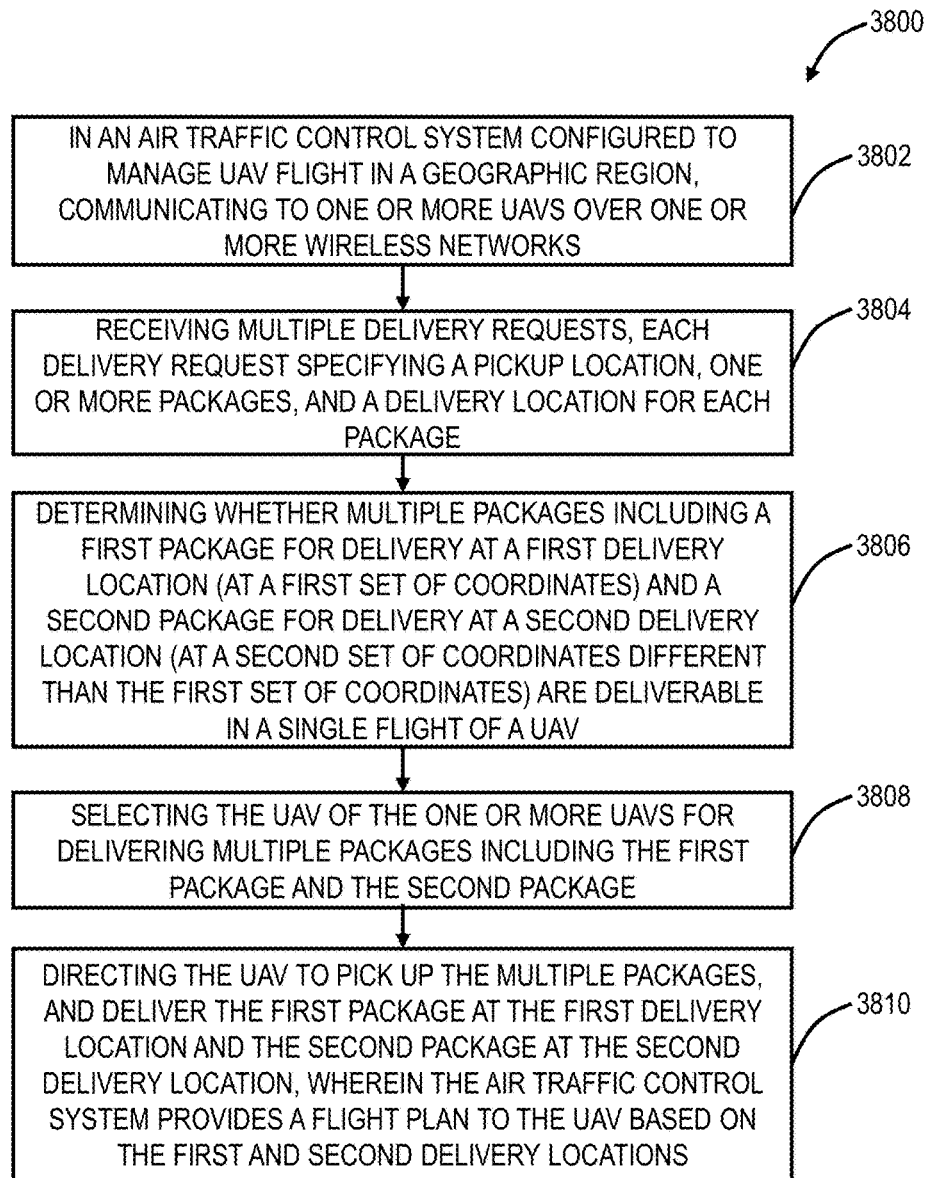 3800
IN AN AIR TRAFFIC CONTROL SYSTEM CONFIGURED TO
MANAGE UAV FLIGHT IN A GEOGRAPHIC REGION,
COMMUNICATING TO ONE OR MORE UAVS OVER ONE OR
MORE WIRELESS NETWORKS
3802
RECEIVING MULTIPLE DELIVERY REQUESTS, EACH
DELIVERY REQUEST SPECIFYING A PICKUP LOCATION, ONE
OR MORE PACKAGES, AND A DELIVERY LOCATION FOR EACH
PACKAGE
3804
DETERMINING WHETHER MULTIPLE PACKAGES INCLUDING A
FIRST PACKAGE FOR DELIVERY AT A FIRST DELIVERY
LOCATION (AT A FIRST SET OF COORDINATES) AND A
SECOND PACKAGE FOR DELIVERY AT A SECOND DELIVERY
LOCATION (AT A SECOND SET OF COORDINATES DIFFERENT
THAN THE FIRST SET OF COORDINATES) ARE DELIVERABLE
IN A SINGLE FLIGHT OF A UAV
3806
SELECTING THE UAV OF THE ONE OR MORE UAVS FOR
DELIVERING MULTIPLE PACKAGES INCLUDING THE FIRST
PACKAGE AND THE SECOND PACKAGE
3808
DIRECTING THE UAV TO PICK UP THE MULTIPLE PACKAGES,
AND DELIVER THE FIRST PACKAGE AT THE FIRST DELIVERY
LOCATION AND THE SECOND PACKAGE AT THE SECOND
DELIVERY LOCATION, WHEREIN THE AIR TRAFFIC CONTROL
SYSTEM PROVIDES A FLIGHT PLAN TO THE UAV BASED ON
THE FIRST AND SECOND DELIVERY LOCATIONS
3810